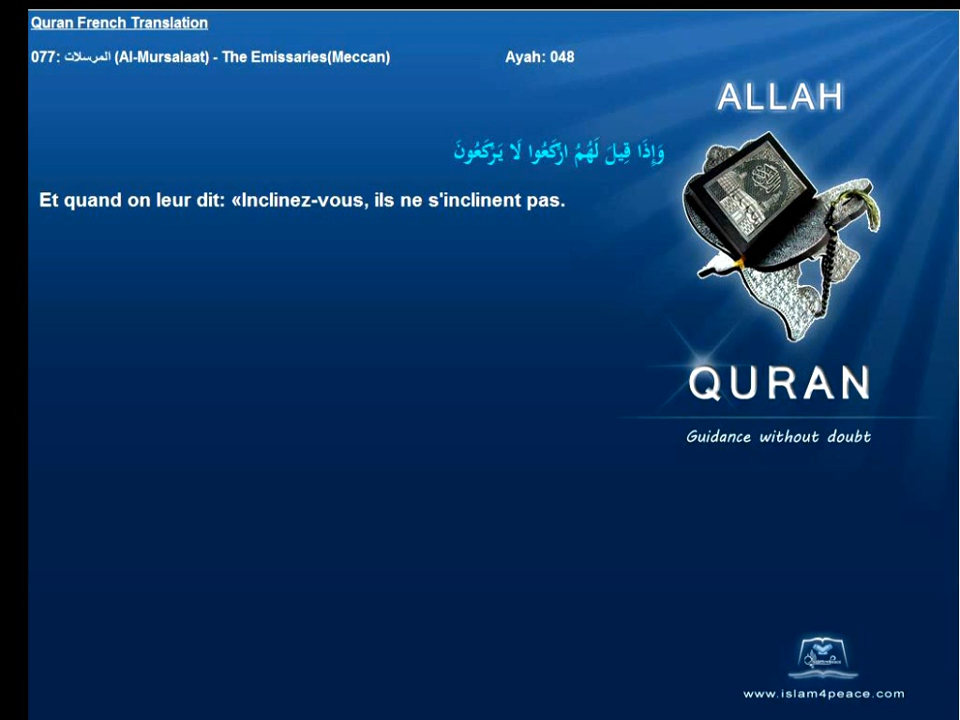 Quran French Translation
077: المرسلات (Al-Mursalaat) - The Emissaries(Meccan) Ayah: 048
ALLAH
وَإِذَا قِيلَ لَهُمُ ارْكَعُوا لَا يَرْكَعُونَ
Et quand on leur dit: «Inclinez-vous, ils ne s'inclinent pas.
QURAN
Guidance without doubt
www.islam4peace.com